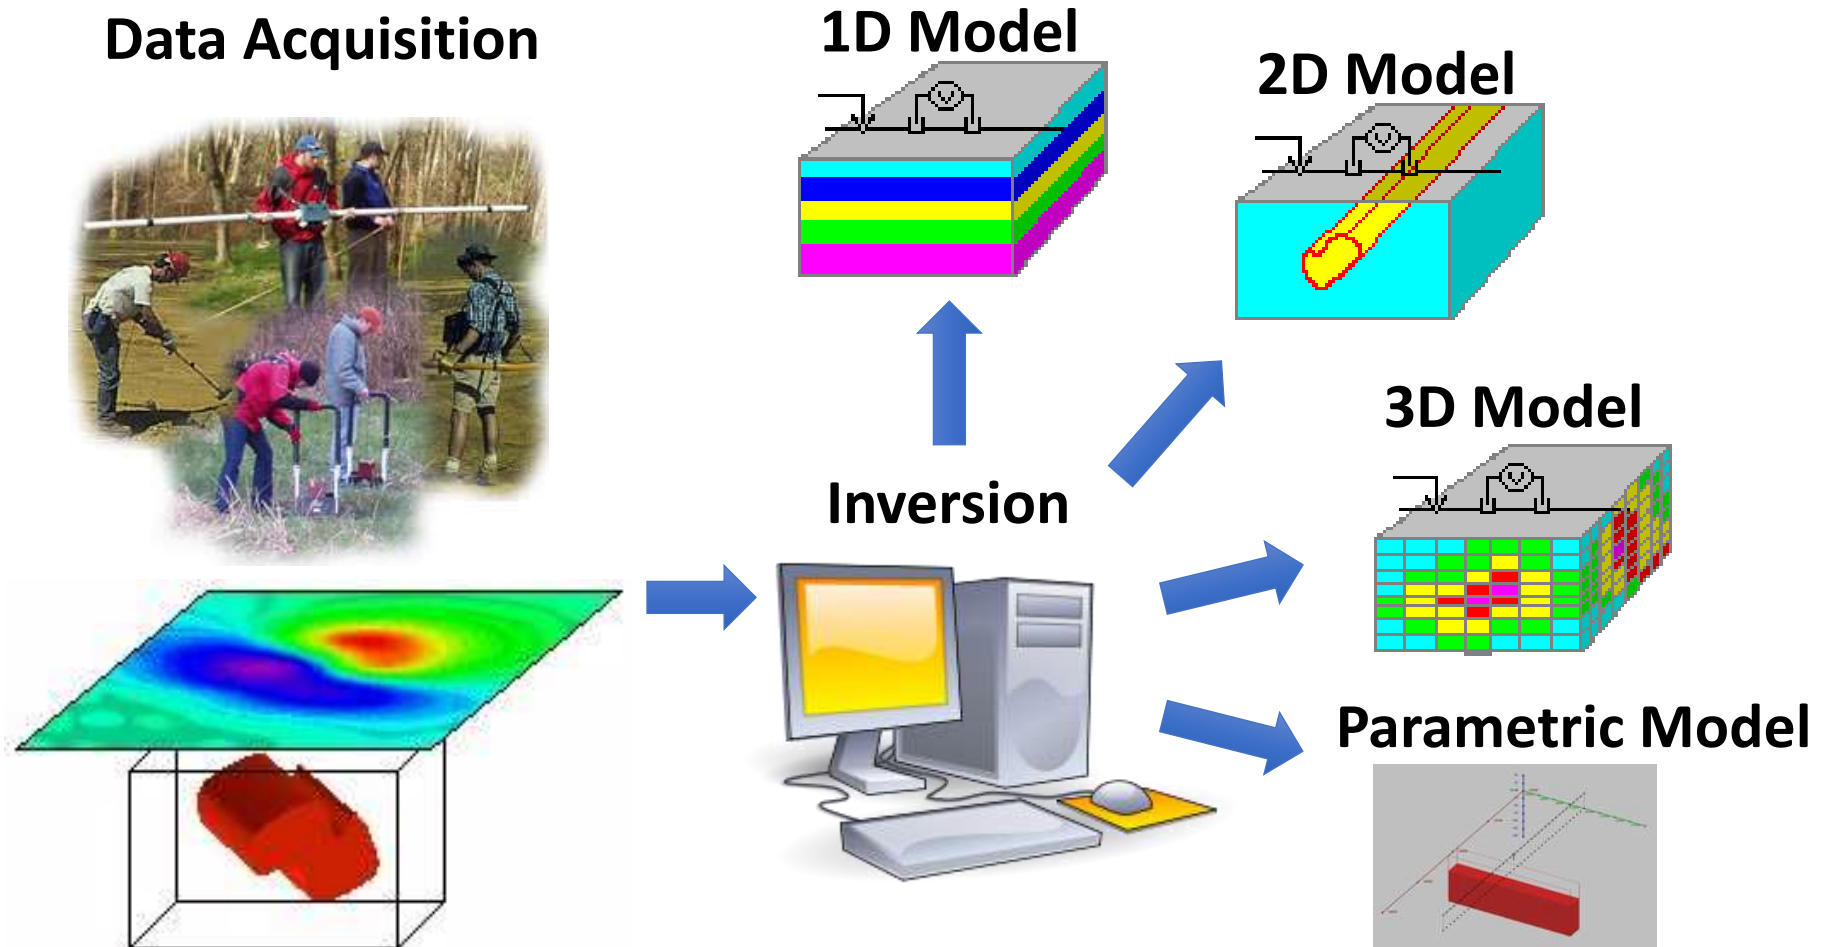 Data Acquisition
1D Model
V
2D Model
V
3D Model
V
Inversion
Parametric Model